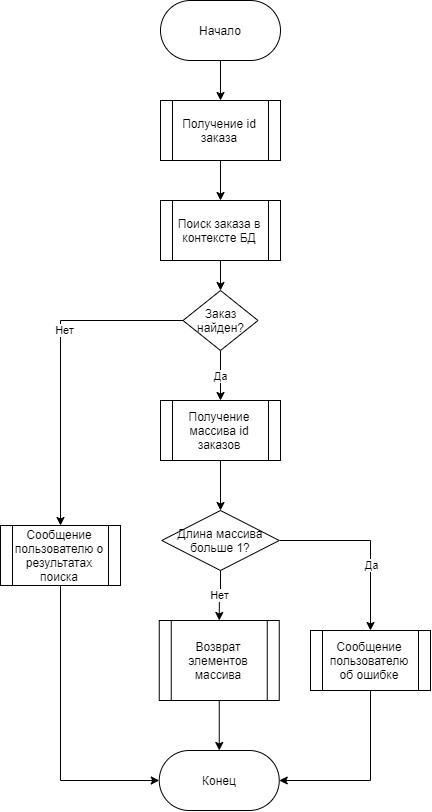 Начало
Получение id
заказа
Поиск заказа в
контексте БД
Заказ
найден?
Нет
Да
Получение
массива id
заказов
Длина массива
больше 1?
Сообщение
пользователю о
результатах
поиска
Да
Нет
Возврат
элементов
массива
Сообщение
пользователю
об ошибке
Конец